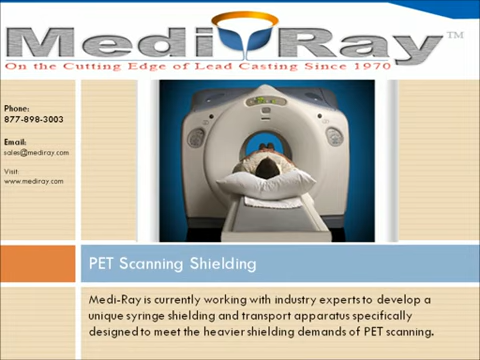 Medi Ray™
On the Cutting Edge of Lead Casting Since 1970
Phone:
877-898-3003
Email:
sales@mediray.com
Visit:
www.mediray.com
PET Scanning Shielding
Medi-Ray is currently working with industry experts to develop a
unique syringe shielding and transport apparatus specifically
designed to meet the heavier shielding demands of PET scanning.